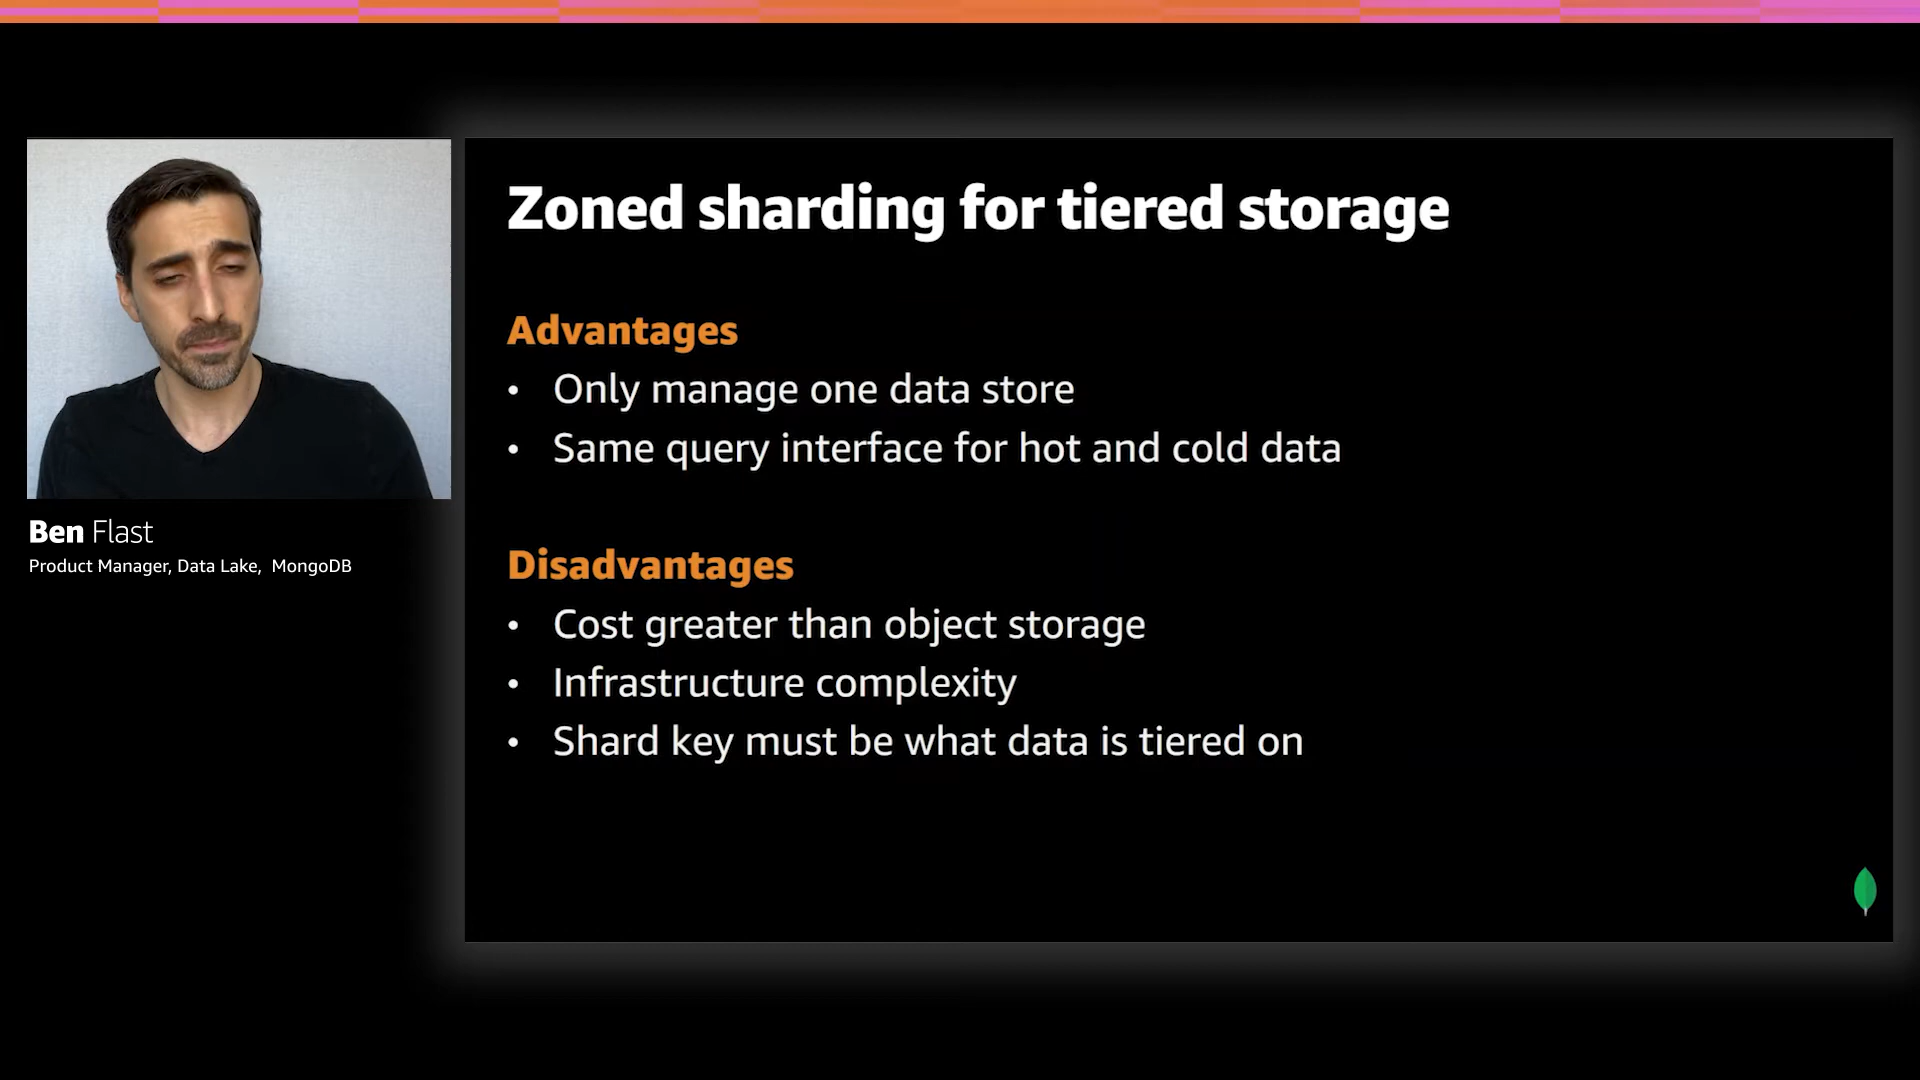 Zoned sharding for tiered storage
Advantages
• Only manage one data store
• Same query interface for hot and cold data
Disadvantages
• Cost greater than object storage
• Infrastructure complexity
• Shard key must be what data is tiered on
Ben Flast
Product Manager, Data Lake, MongoDB